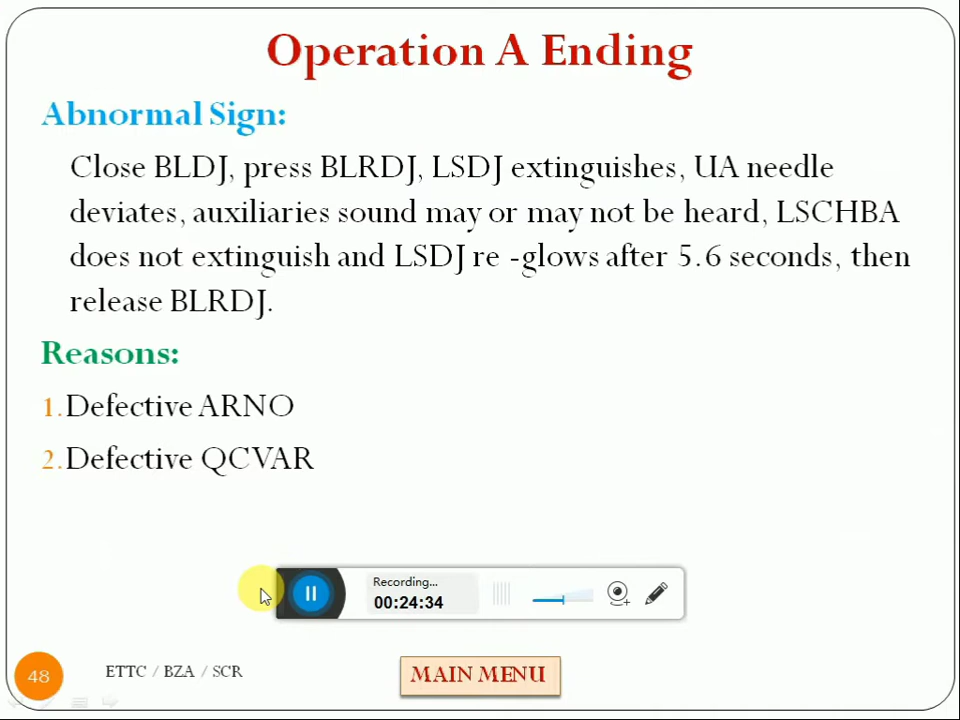 Operation A Ending
Abnormal Sign:
Close BLDJ, press BLRDJ, LSDJ extinguishes, UA needle
deviates, auxiliaries sound may or may not be heard, LSCHBA
does not extinguish and LSDJ re -glows after 5.6 seconds, then
release BLRDJ.
Reasons:
1. Defective ARNO
2. Defective QCVAR
Recording...
00:24:34
48
ETTC / BZA / SCR
MAIN MENU